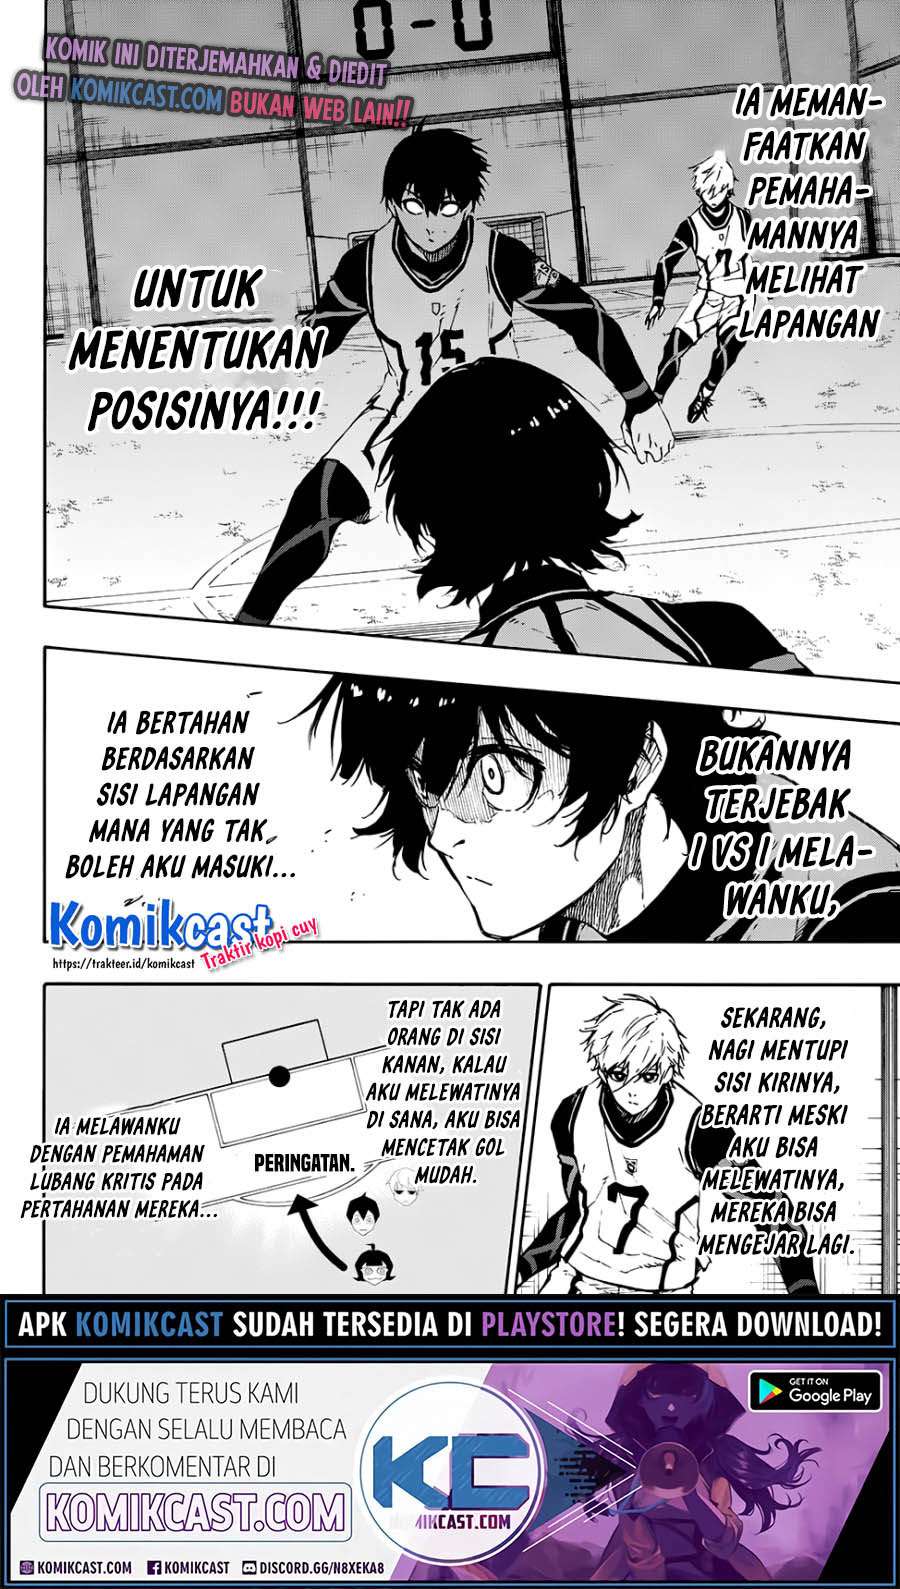 0-0
KOMIK INI DITERJEMAHKAN & DIEDIT
OLEH KOMIKCAST.COM BUKAN WEB LAIN!!
IA MEMAN-
FAATKAN
PEMAHA-
MANNYA
MELIHAT
LAPANGAN
UNTUK
MENENTUKAN
POSISINYA!!!
15
7
BUKANNYA
TERJEBAK
1 VS 1 MELA-
WANKU,
IA BERTAHAN
BERDASARKAN
SISI LAPANGAN
MANA YANG TAK
BOLEH AKU MASUKI...
Komikcast
Traktir kopi cuy
https://trakteer.id/komikcast
SEKARANG,
NAGI MENTUPI
SISI KIRINYA,
BERARTI MESKI
AKU BISA
MELEWATINYA,
MEREKA BISA
MENGEJAR LAGI.
7
TAPI TAK ADA
ORANG DI SISI
KANAN, KALAU
AKU MELEWATINYA
DI SANA, AKU BISA
MENCETAK GOL
MUDAH.
PERINGATAN.
IA MELAWANKU
DENGAN PEMAHAMAN
LUBANG KRITIS PADA
PERTAHANAN MEREKA...
APK KOMIKCAST SUDAH TERSEDIA DI PLAYSTORE! SEGERA DOWNLOAD!
DUKUNG TERUS KAMI
DENGAN SELALU MEMBACA
DAN BERKOMENTAR DI
KOMIKCAST.COM
KOMIKCAST.COM KOMIKCAST DISCORD.GG/N8XEKA8
KC
KOMIKCAST.COM
GET IT ON
Google Play